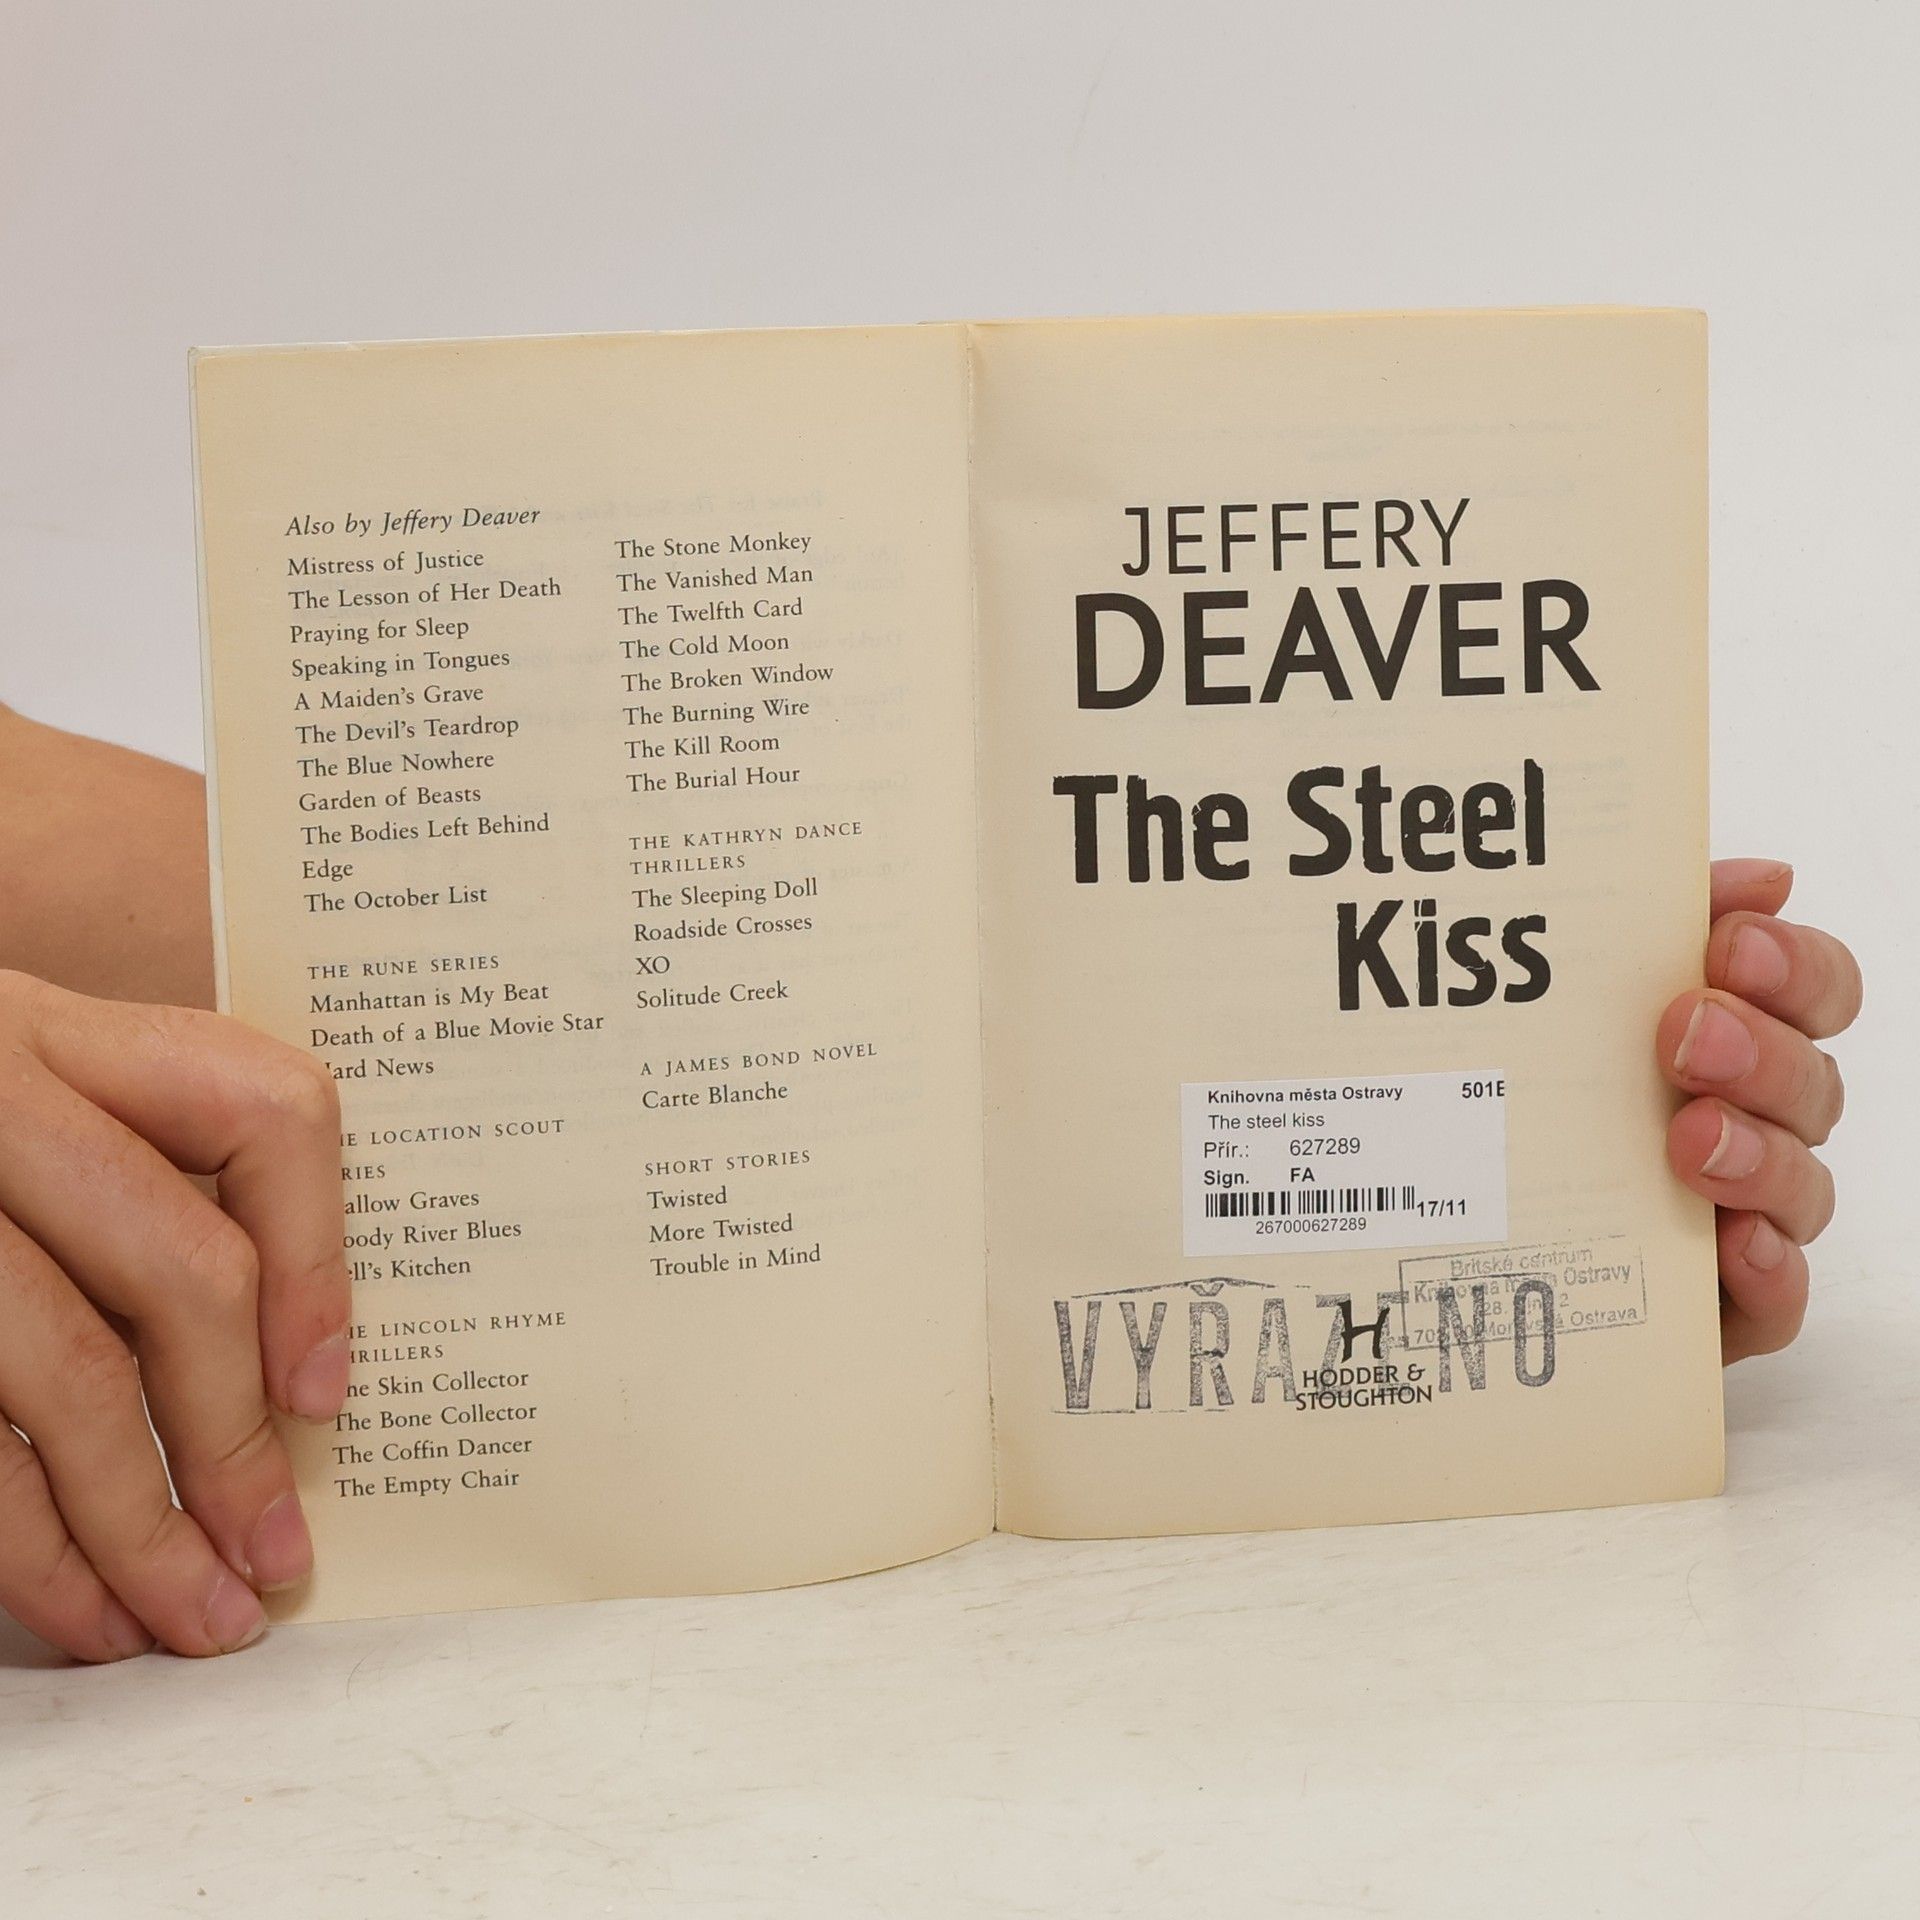 Also by Jeffery Deaver
Mistress of Justice
The Lesson of Her Death
Praying for Sleep
Speaking in Tongues
A Maiden's Grave
The Devil's Teardrop
The Blue Nowhere
Garden of Beasts
The Bodies Left Behind
Edge
The October List
THE RUNE SERIES
Manhattan is My Beat
Death of a Blue Movie Star
ard News
E LOCATION SCOUT
RIES
allow Graves
oody River Blues
ell's Kitchen
E LINCOLN RHYME
HRILLERS
he Skin Collector
The Bone Collector
The Coffin Dancer
The Empty Chair
The Stone Monkey
The Vanished Man
The Twelfth Card
The Cold Moon
The Broken Window
The Burning Wire
The Kill Room
The Burial Hour
THE KATHRYN DANCE
THRILLERS
The Sleeping Doll
Roadside Crosses
XO
Solitude Creek
A JAMES BOND NOVEL
Carte Blanche
SHORT STORIES
Twisted
More Twisted
Trouble in Mind
JEFFERY
DEAVER
The Steel
Kiss
Knihovna města Ostravy 501E
The steel kiss
Přír.: 627289
Sign. FA
17/11
267000627289
Britské centrum
Knihovna města Ostravy
Ostrava
VYŘAZENO
H
HODDER &
STOUGHTON